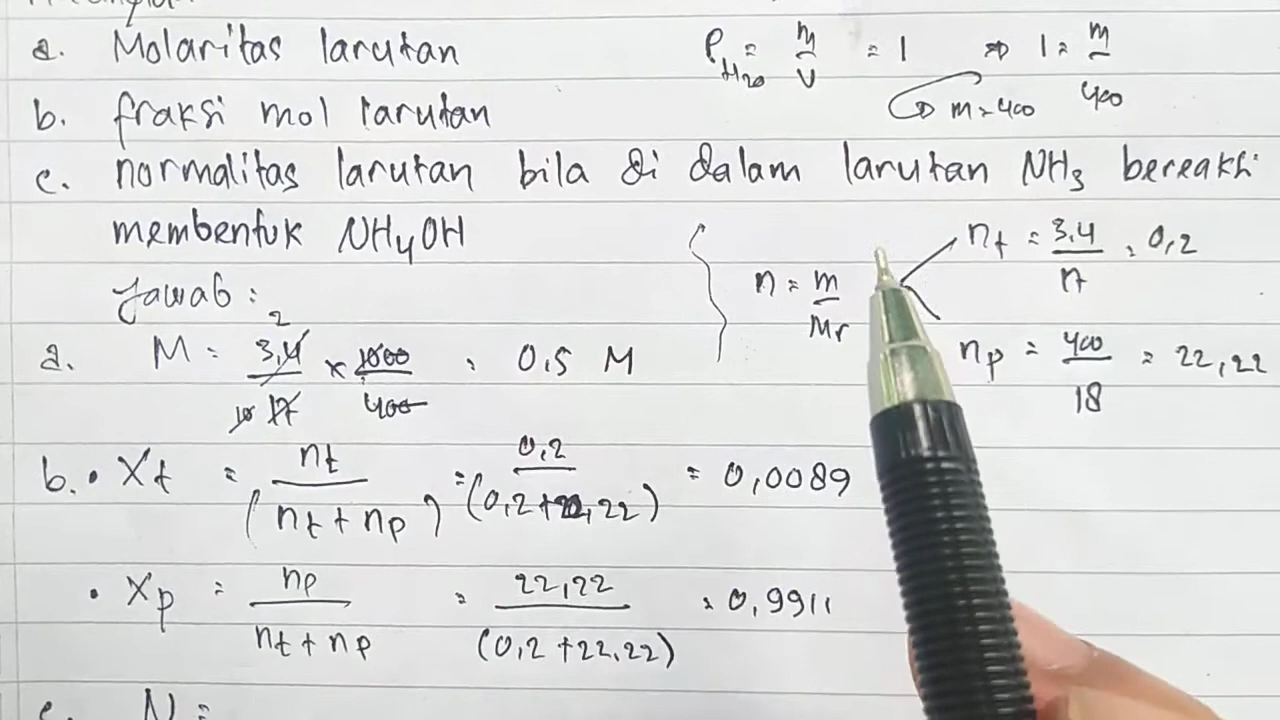 a. Molaritas larutan
ρH₂O = m/V = 1 ⇒ 1 = m/400
→ m = 400
b. fraksi mol larutan
c. normalitas larutan bila di dalam larutan NH₃ bereaksi
membentuk NH₄OH
Jawab :
n = m/Mr
nt = 3,4/17 = 0,2
np = 400/18 = 22,22
a. M = 3,4/17 × 1000/400 = 0,5 M
2
10
b. • Xt = nt/(nt + np) = 0,2/(0,2 + 22,22) = 0,0089
• Xp = np/nt + np = 22,22/(0,2 + 22,22) = 0,9911
c. N =